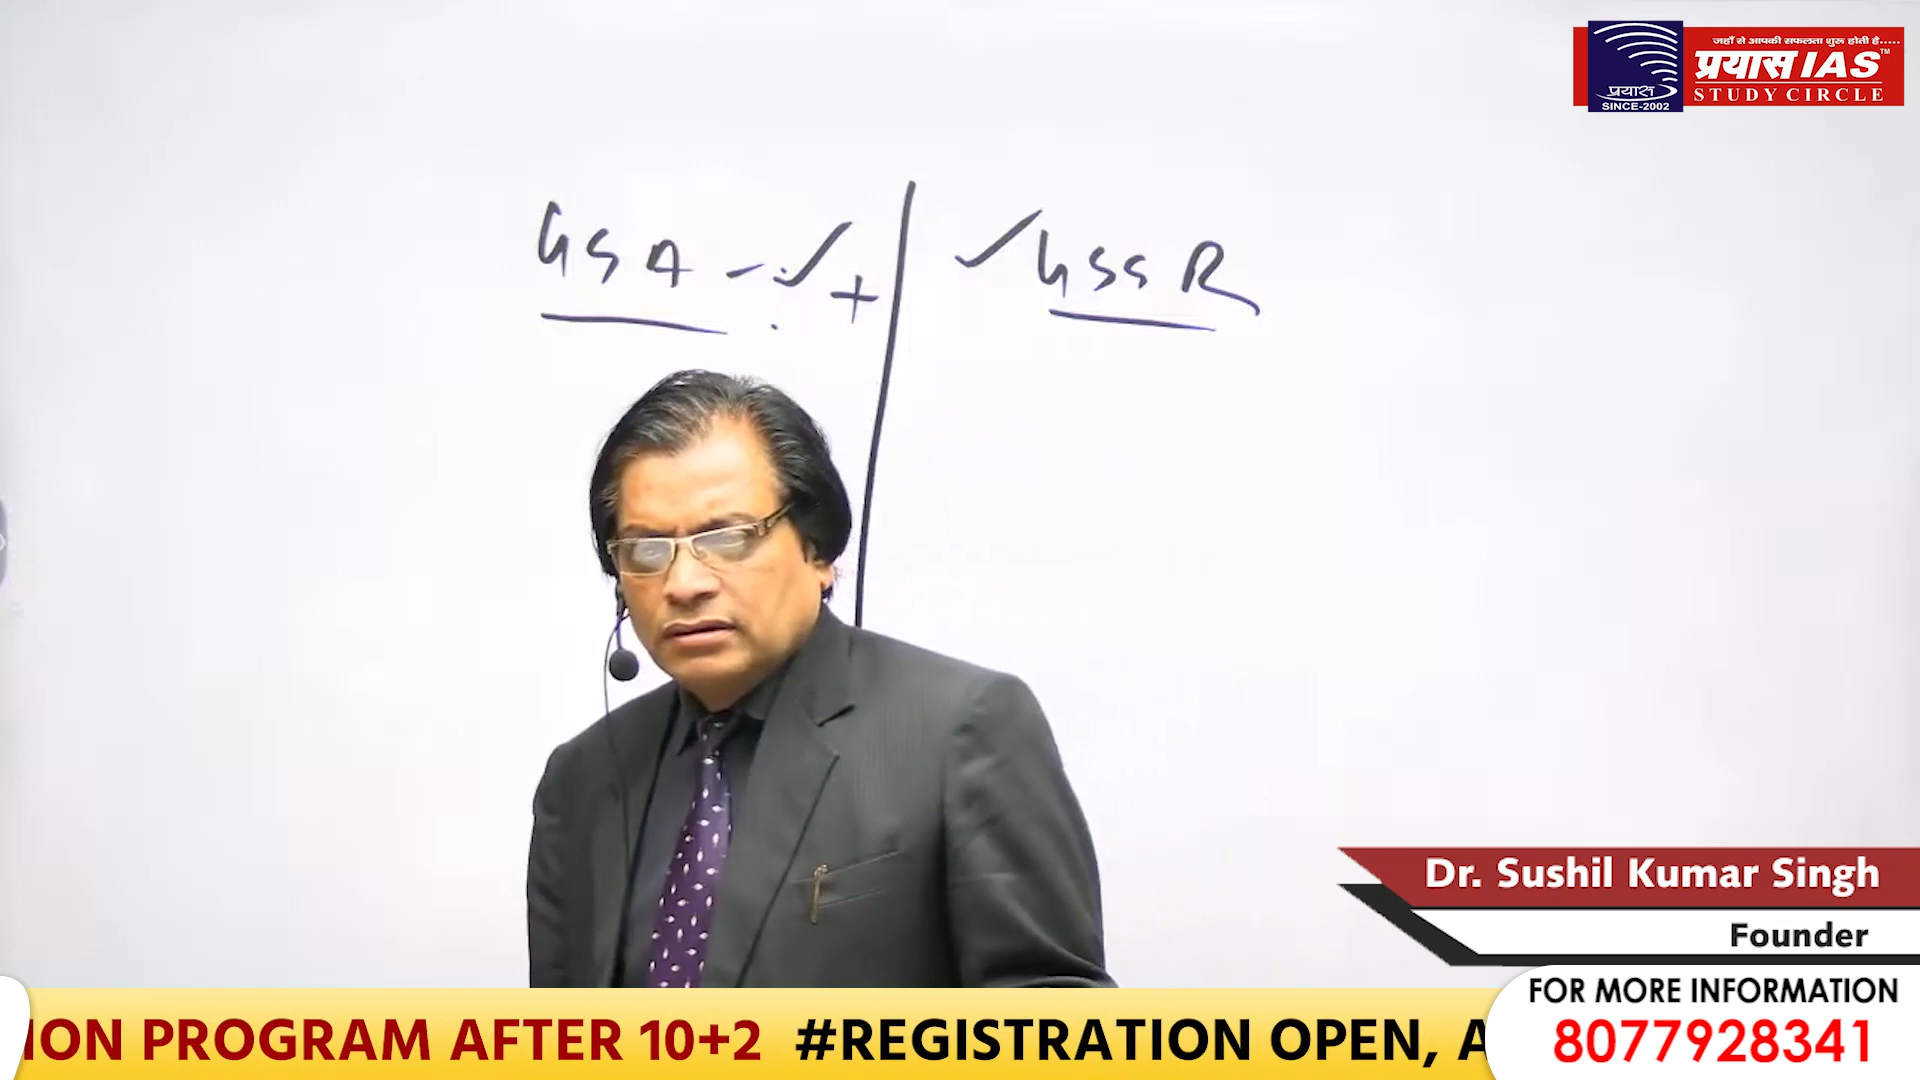 जहाँ से आपकी सफलता शुरू होती है.....
प्रयास IAS™
STUDY CIRCLE
प्रयास
SINCE-2002
USA - ✓ +
✓ USSR
Dr. Sushil Kumar Singh
Founder
FOR MORE INFORMATION
8077928341
ION PROGRAM AFTER 10+2 #REGISTRATION OPEN, A